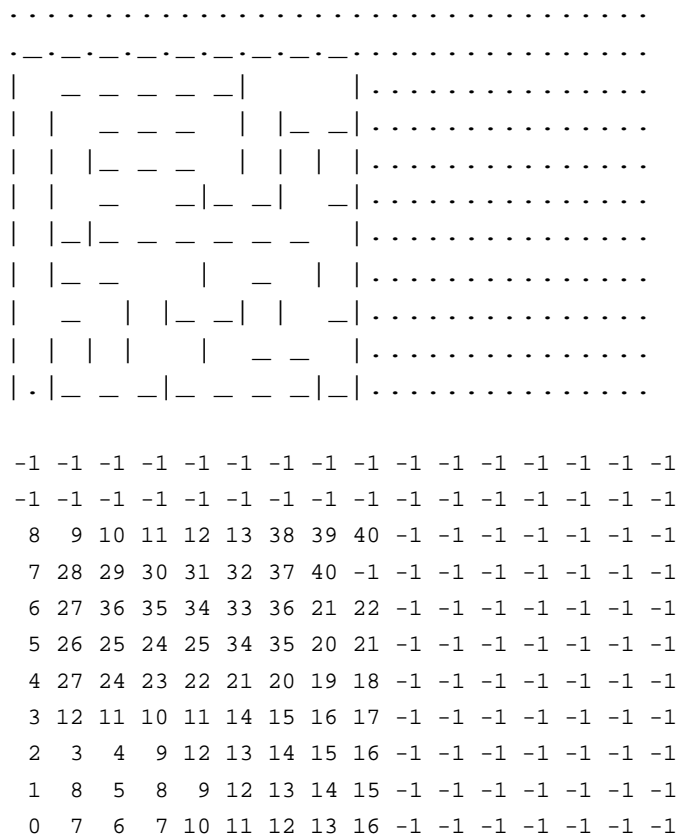 ..................................
._._._._._._._._._................
|  _ _ _ _ _|     |...............
| |  _ _ _  | |_ _|...............
| | |_ _ _  | | | |...............
| |  _   _|_ _|  _|...............
| |_|_ _ _ _ _ _  |...............
| |_ _    |  _  | |...............
|  _  | |_ _| |  _|...............
| | | |   |  _ _  |...............
|.|_ _ _|_ _ _ _|_|...............
-1 -1 -1 -1 -1 -1 -1 -1 -1 -1 -1 -1 -1 -1 -1 -1
-1 -1 -1 -1 -1 -1 -1 -1 -1 -1 -1 -1 -1 -1 -1 -1
 8  9 10 11 12 13 38 39 40 -1 -1 -1 -1 -1 -1 -1
 7 28 29 30 31 32 37 40 -1 -1 -1 -1 -1 -1 -1 -1
 6 27 36 35 34 33 36 21 22 -1 -1 -1 -1 -1 -1 -1
 5 26 25 24 25 34 35 20 21 -1 -1 -1 -1 -1 -1 -1
 4 27 24 23 22 21 20 19 18 -1 -1 -1 -1 -1 -1 -1
 3 12 11 10 11 14 15 16 17 -1 -1 -1 -1 -1 -1 -1
 2  3  4  9 12 13 14 15 16 -1 -1 -1 -1 -1 -1 -1
 1  8  5  8  9 12 13 14 15 -1 -1 -1 -1 -1 -1 -1
 0  7  6  7 10 11 12 13 16 -1 -1 -1 -1 -1 -1 -1